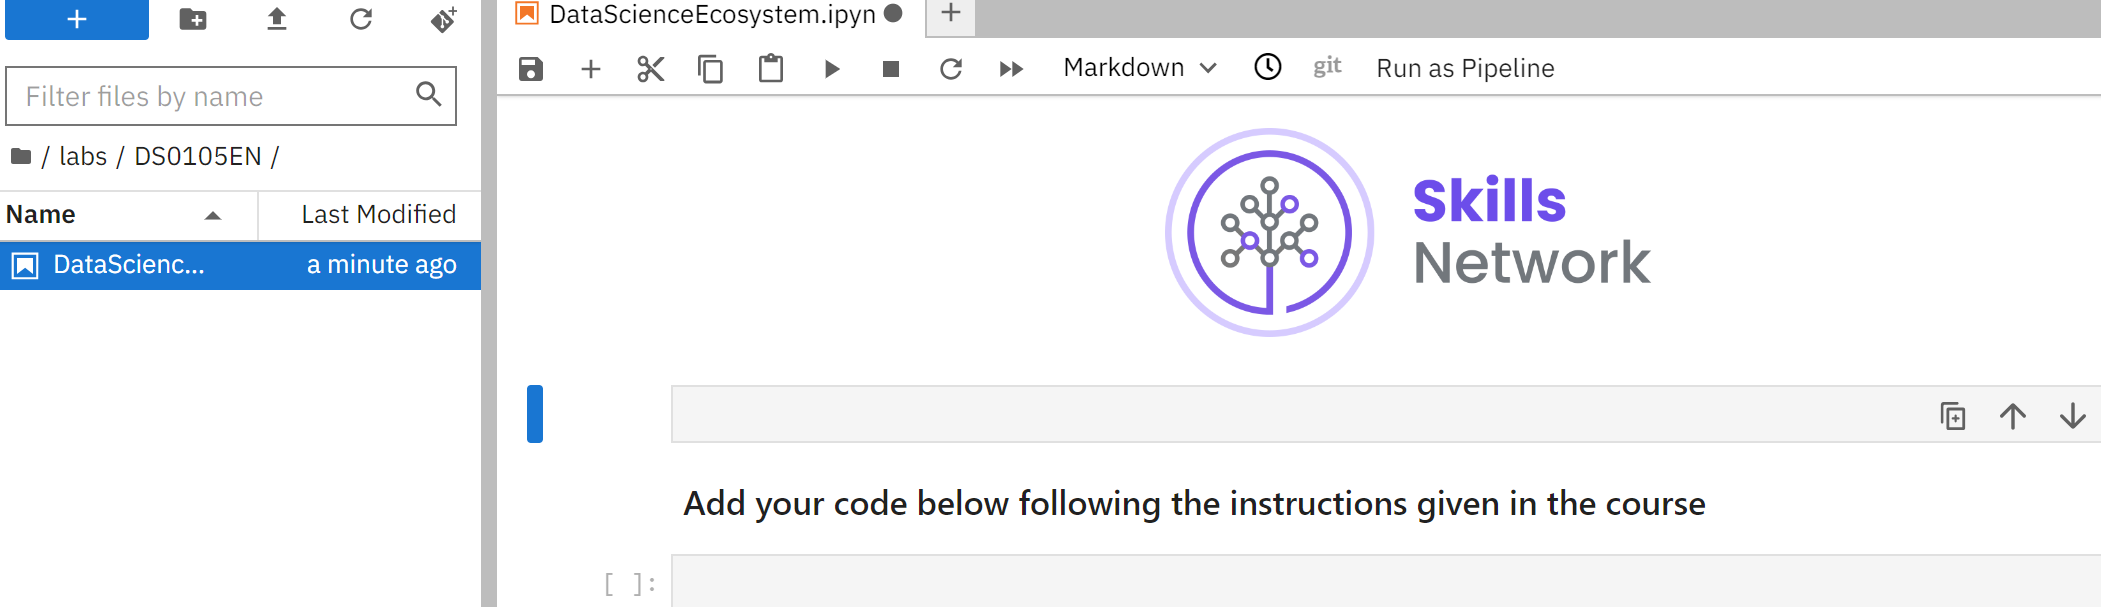 DataScienceEcosystem.ipyn
Markdown
git
Run as Pipeline
Filter files by name
/ labs / DS0105EN /
Name
Last Modified
DataScienc...
a minute ago
Skills
Network
Add your code below following the instructions given in the course
[ ]: